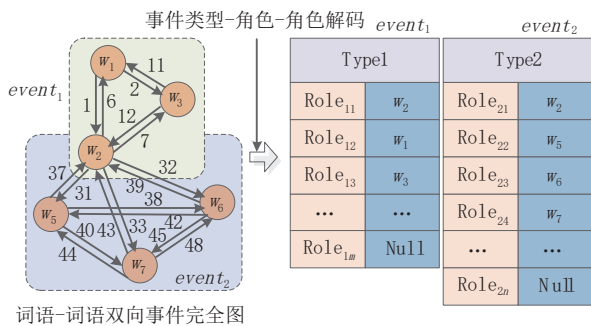 事件类型-角色-角色解码
event₁
event₂
event₁
W₁
11
2
W₃
1
6
12
7
W₂
37
31
32
39
38
W₆
W₅
42
40
43
33
45
48
44
W₇
event₂
词语-词语双向事件完全图
Type1
Role₁₁ W₂
Role₁₂ W₁
Role₁₃ W₃
… …
Role₁ₘ Null
Type2
Role₂₁ W₂
Role₂₂ W₅
Role₂₃ W₆
Role₂₄ W₇
… …
Role₂ₙ Null